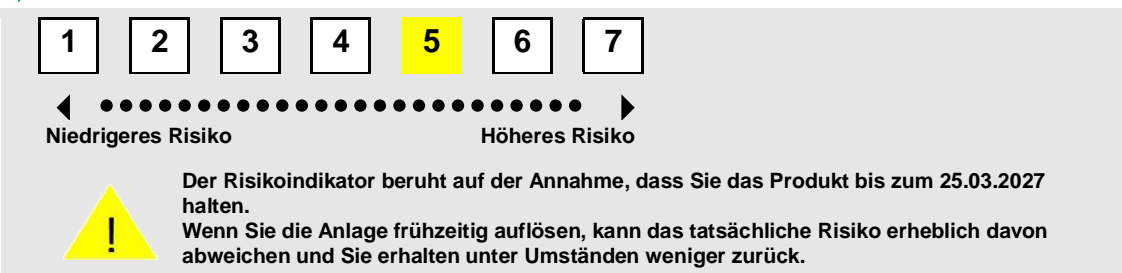 1 2 3 4 5 6 7
Niedrigeres Risiko Höheres Risiko
Der Risikoindikator beruht auf der Annahme, dass Sie das Produkt bis zum 25.03.2027
halten.
Wenn Sie die Anlage frühzeitig auflösen, kann das tatsächliche Risiko erheblich davon
abweichen und Sie erhalten unter Umständen weniger zurück.
!